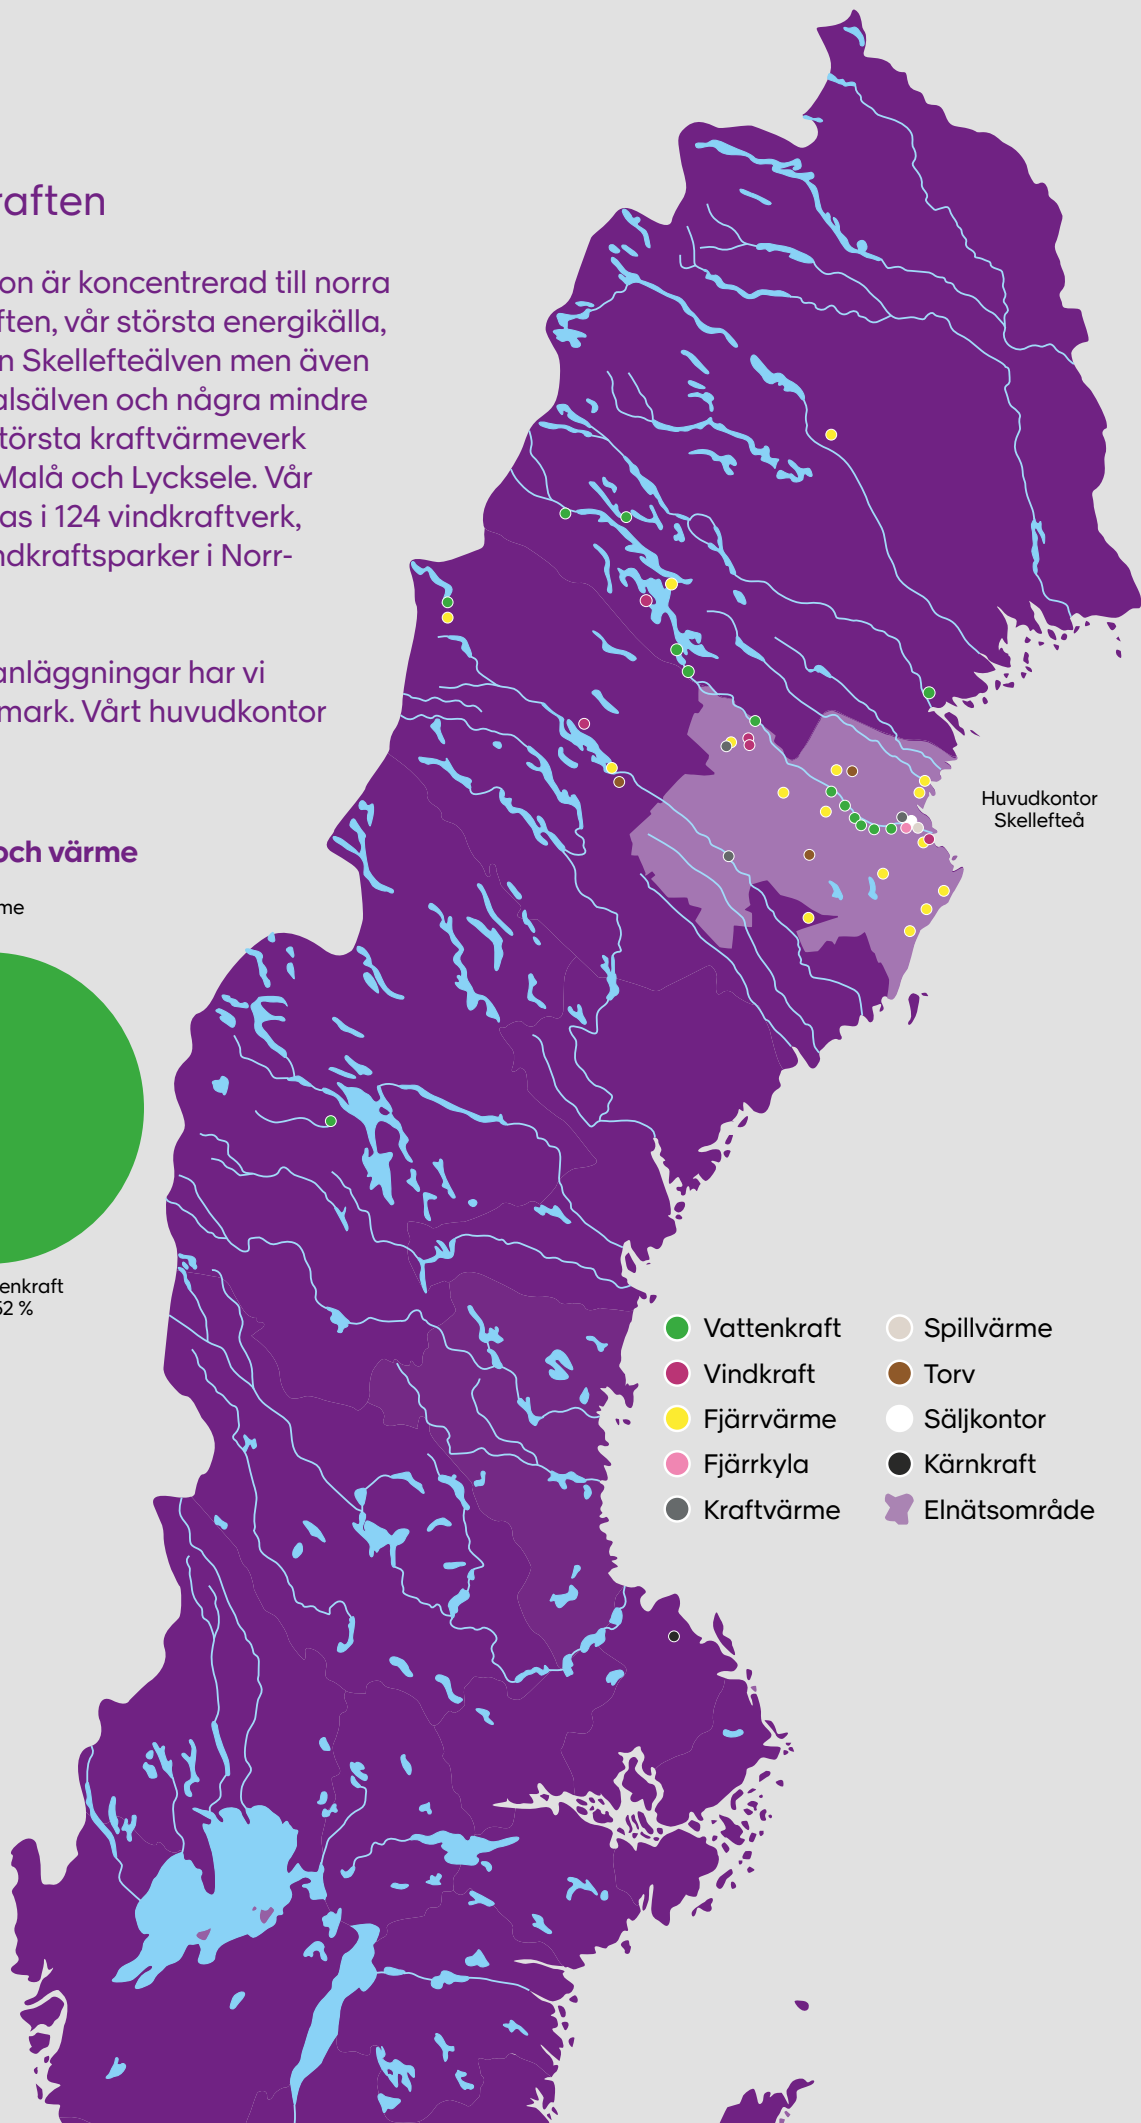 raften
on är koncentrerad till norra
ften, vår största energikälla,
n Skellefteälven men även
alsälven och några mindre
törsta kraftvärmeverk
Malå och Lycksele. Vår
as i 124 vindkraftverk,
ndkraftsparker i Norr-
anläggningar har vi
mark. Vårt huvudkontor
och värme
me
enkraft
52 %
Huvudkontor
Skellefteå
Vattenkraft
Vindkraft
Fjärrvärme
Fjärrkyla
Kraftvärme
Spillvärme
Torv
Säljkontor
Kärnkraft
Elnätsområde